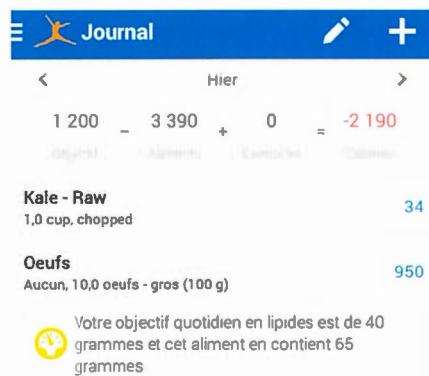 Journal
Hier
1 200 - 3 390 + 0 = -2 190
Kale - Raw 34
1,0 cup, chopped
Oeufs 950
Aucun, 10,0 oeufs - gros (100 g)
Votre objectif quotidien en lipides est de 40
grammes et cet aliment en contient 65
grammes